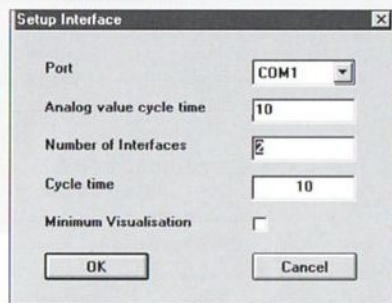 Setup Interface
Port COM1
Analog value cycle time 10
Number of Interfaces 2
Cycle time 10
Minimum Visualisation
OK Cancel